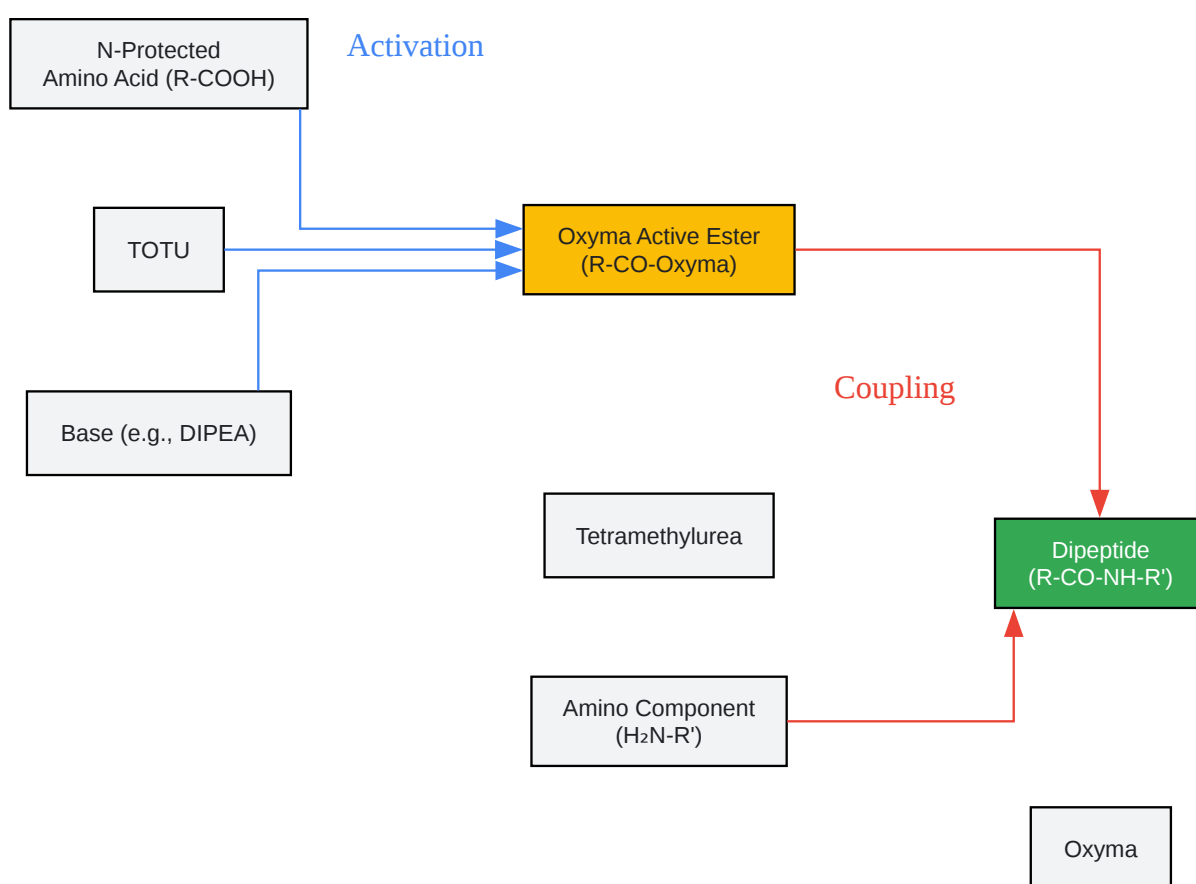 N-Protected
Amino Acid (R-COOH)
Activation
TOTU
Oxyma Active Ester
(R-CO-Oxyma)
Base (e.g., DIPEA)
Coupling
Tetramethylurea
Dipeptide
(R-CO-NH-R')
Amino Component
(H₂N-R')
Oxyma